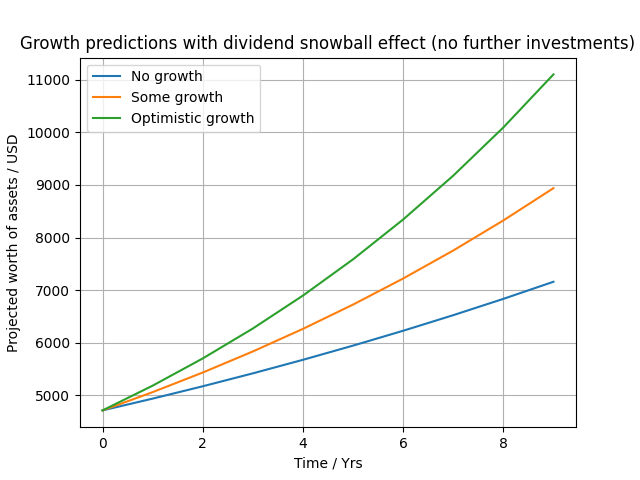 Growth predictions with dividend snowball effect (no further investments)
No growth
Some growth
Optimistic growth
Projected worth of assets / USD
11000
10000
9000
8000
7000
6000
5000
0 2 4 6 8
Time / Yrs